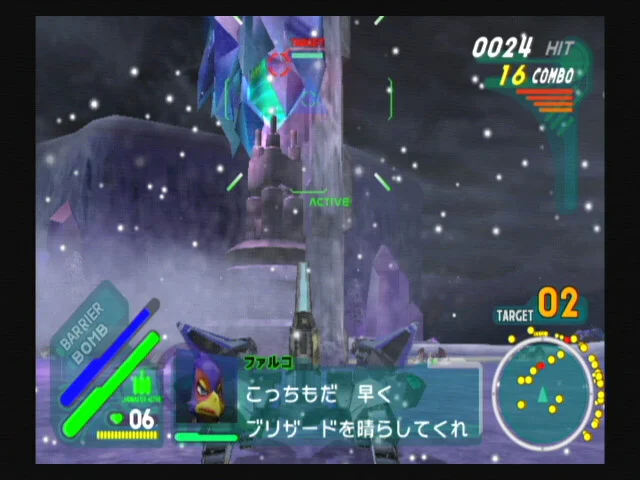 0024 HIT
16 COMBO
TARGET
ACTIVE
TARGET 02
BARRIER
BOMB
06
ファルコ
こっちもだ 早く
ブリザードを晴らしてくれ